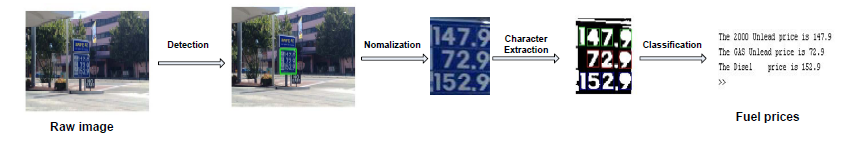 Detection
Nomalization
Character
Extraction
Classification
147.9
72.9
152.9
147.9
72.9
152.9
The 2000 Unlead price is 147.9
The GAS Unlead price is 72.9
The Disel price is 152.9
>>
Raw image
Fuel prices